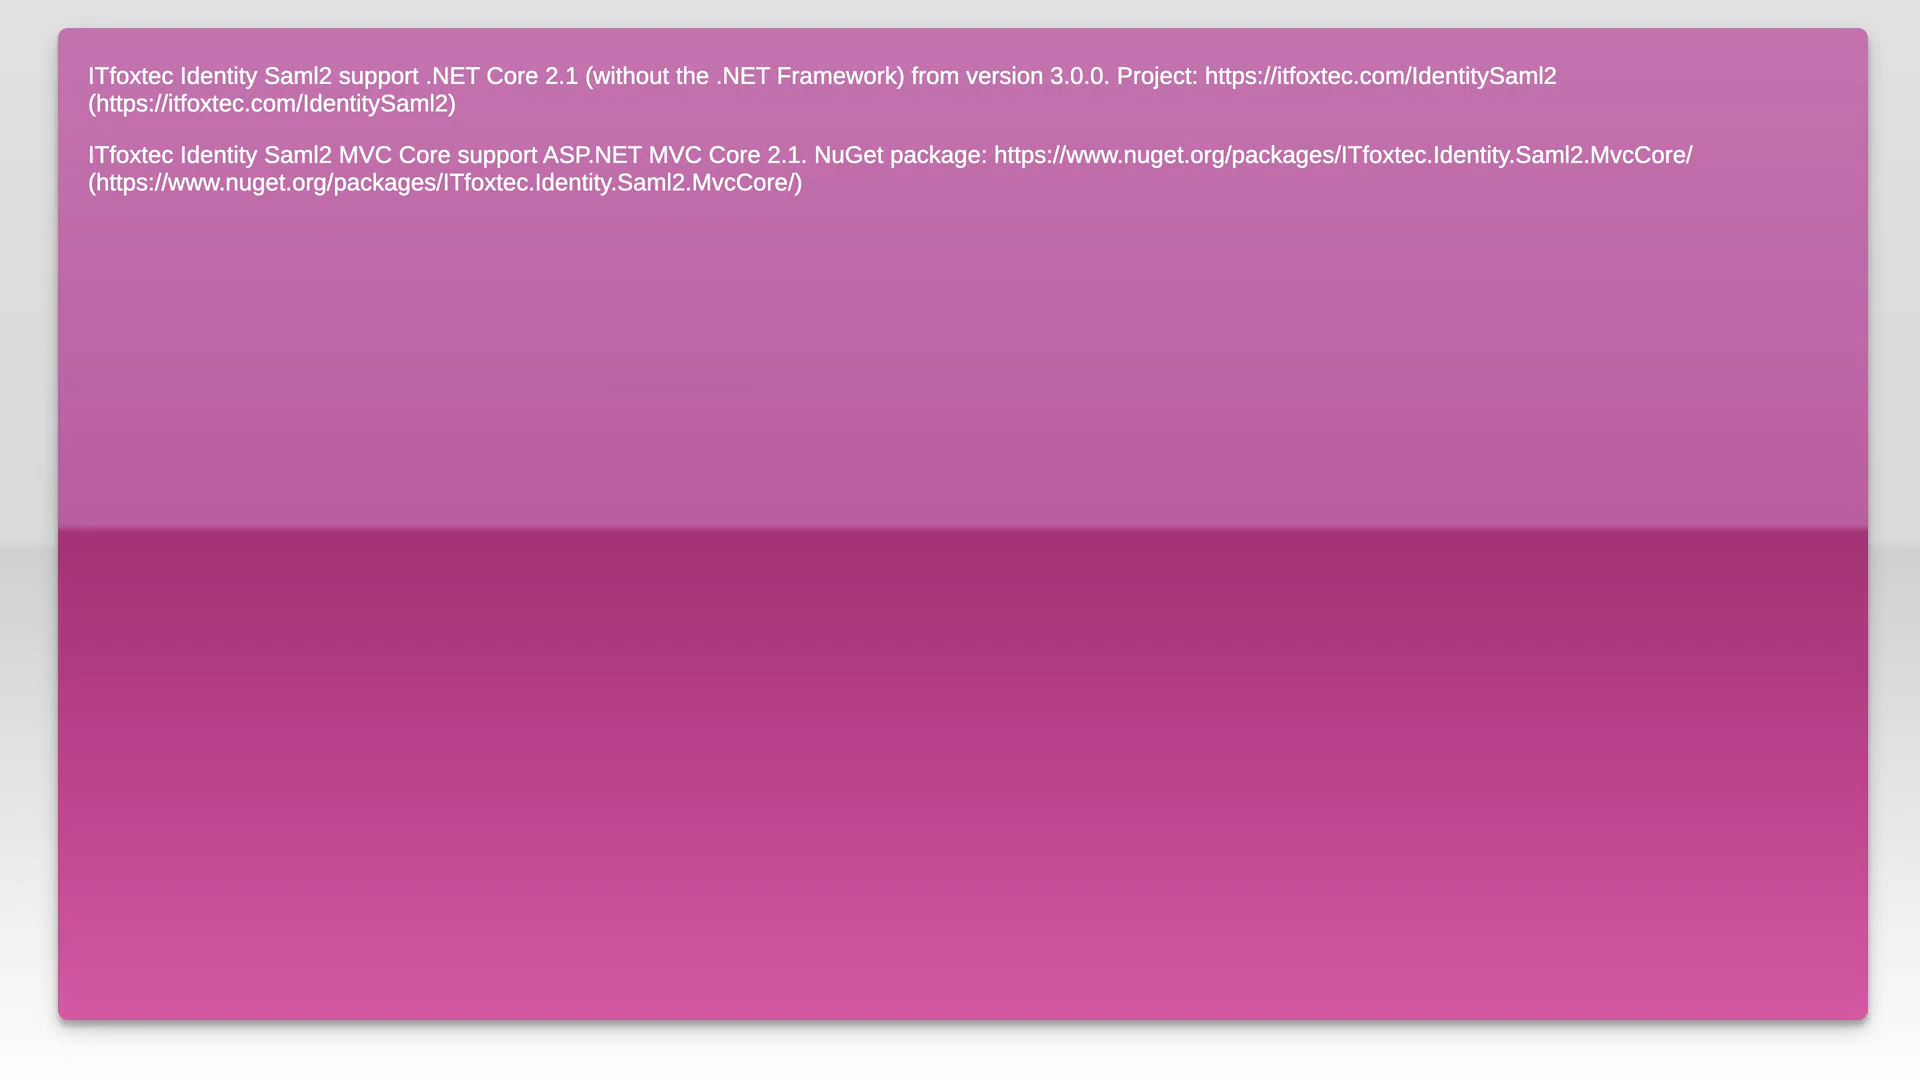 ITfoxtec Identity Saml2 support .NET Core 2.1 (without the .NET Framework) from version 3.0.0. Project: https://itfoxtec.com/IdentitySaml2
(https://itfoxtec.com/IdentitySaml2)
ITfoxtec Identity Saml2 MVC Core support ASP.NET MVC Core 2.1. NuGet package: https://www.nuget.org/packages/ITfoxtec.Identity.Saml2.MvcCore/
(https://www.nuget.org/packages/ITfoxtec.Identity.Saml2.MvcCore/)